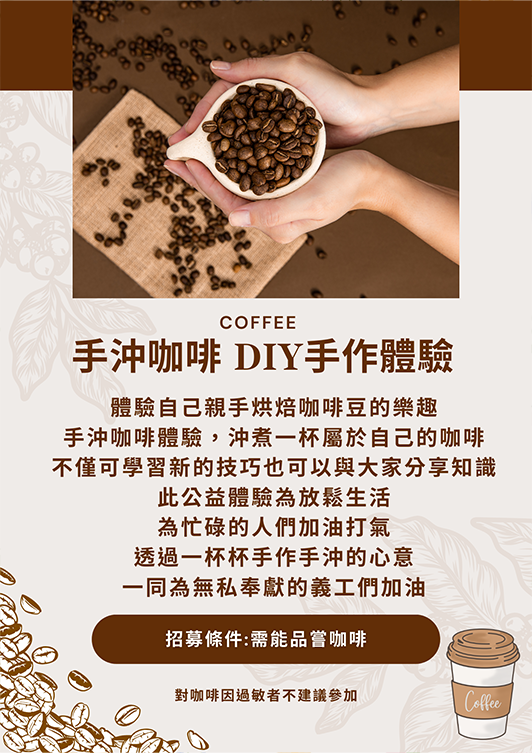 COFFEE
手沖咖啡 DIY手作體驗
體驗自己親手烘焙咖啡豆的樂趣
手沖咖啡體驗，沖煮一杯屬於自己的咖啡
不僅可學習新的技巧也可以與大家分享知識
此公益體驗為放鬆生活
為忙碌的人們加油打氣
透過一杯杯手作手沖的心意
一同為無私奉獻的義工們加油
招募條件:需能品嘗咖啡
對咖啡因過敏者不建議參加
Coffee